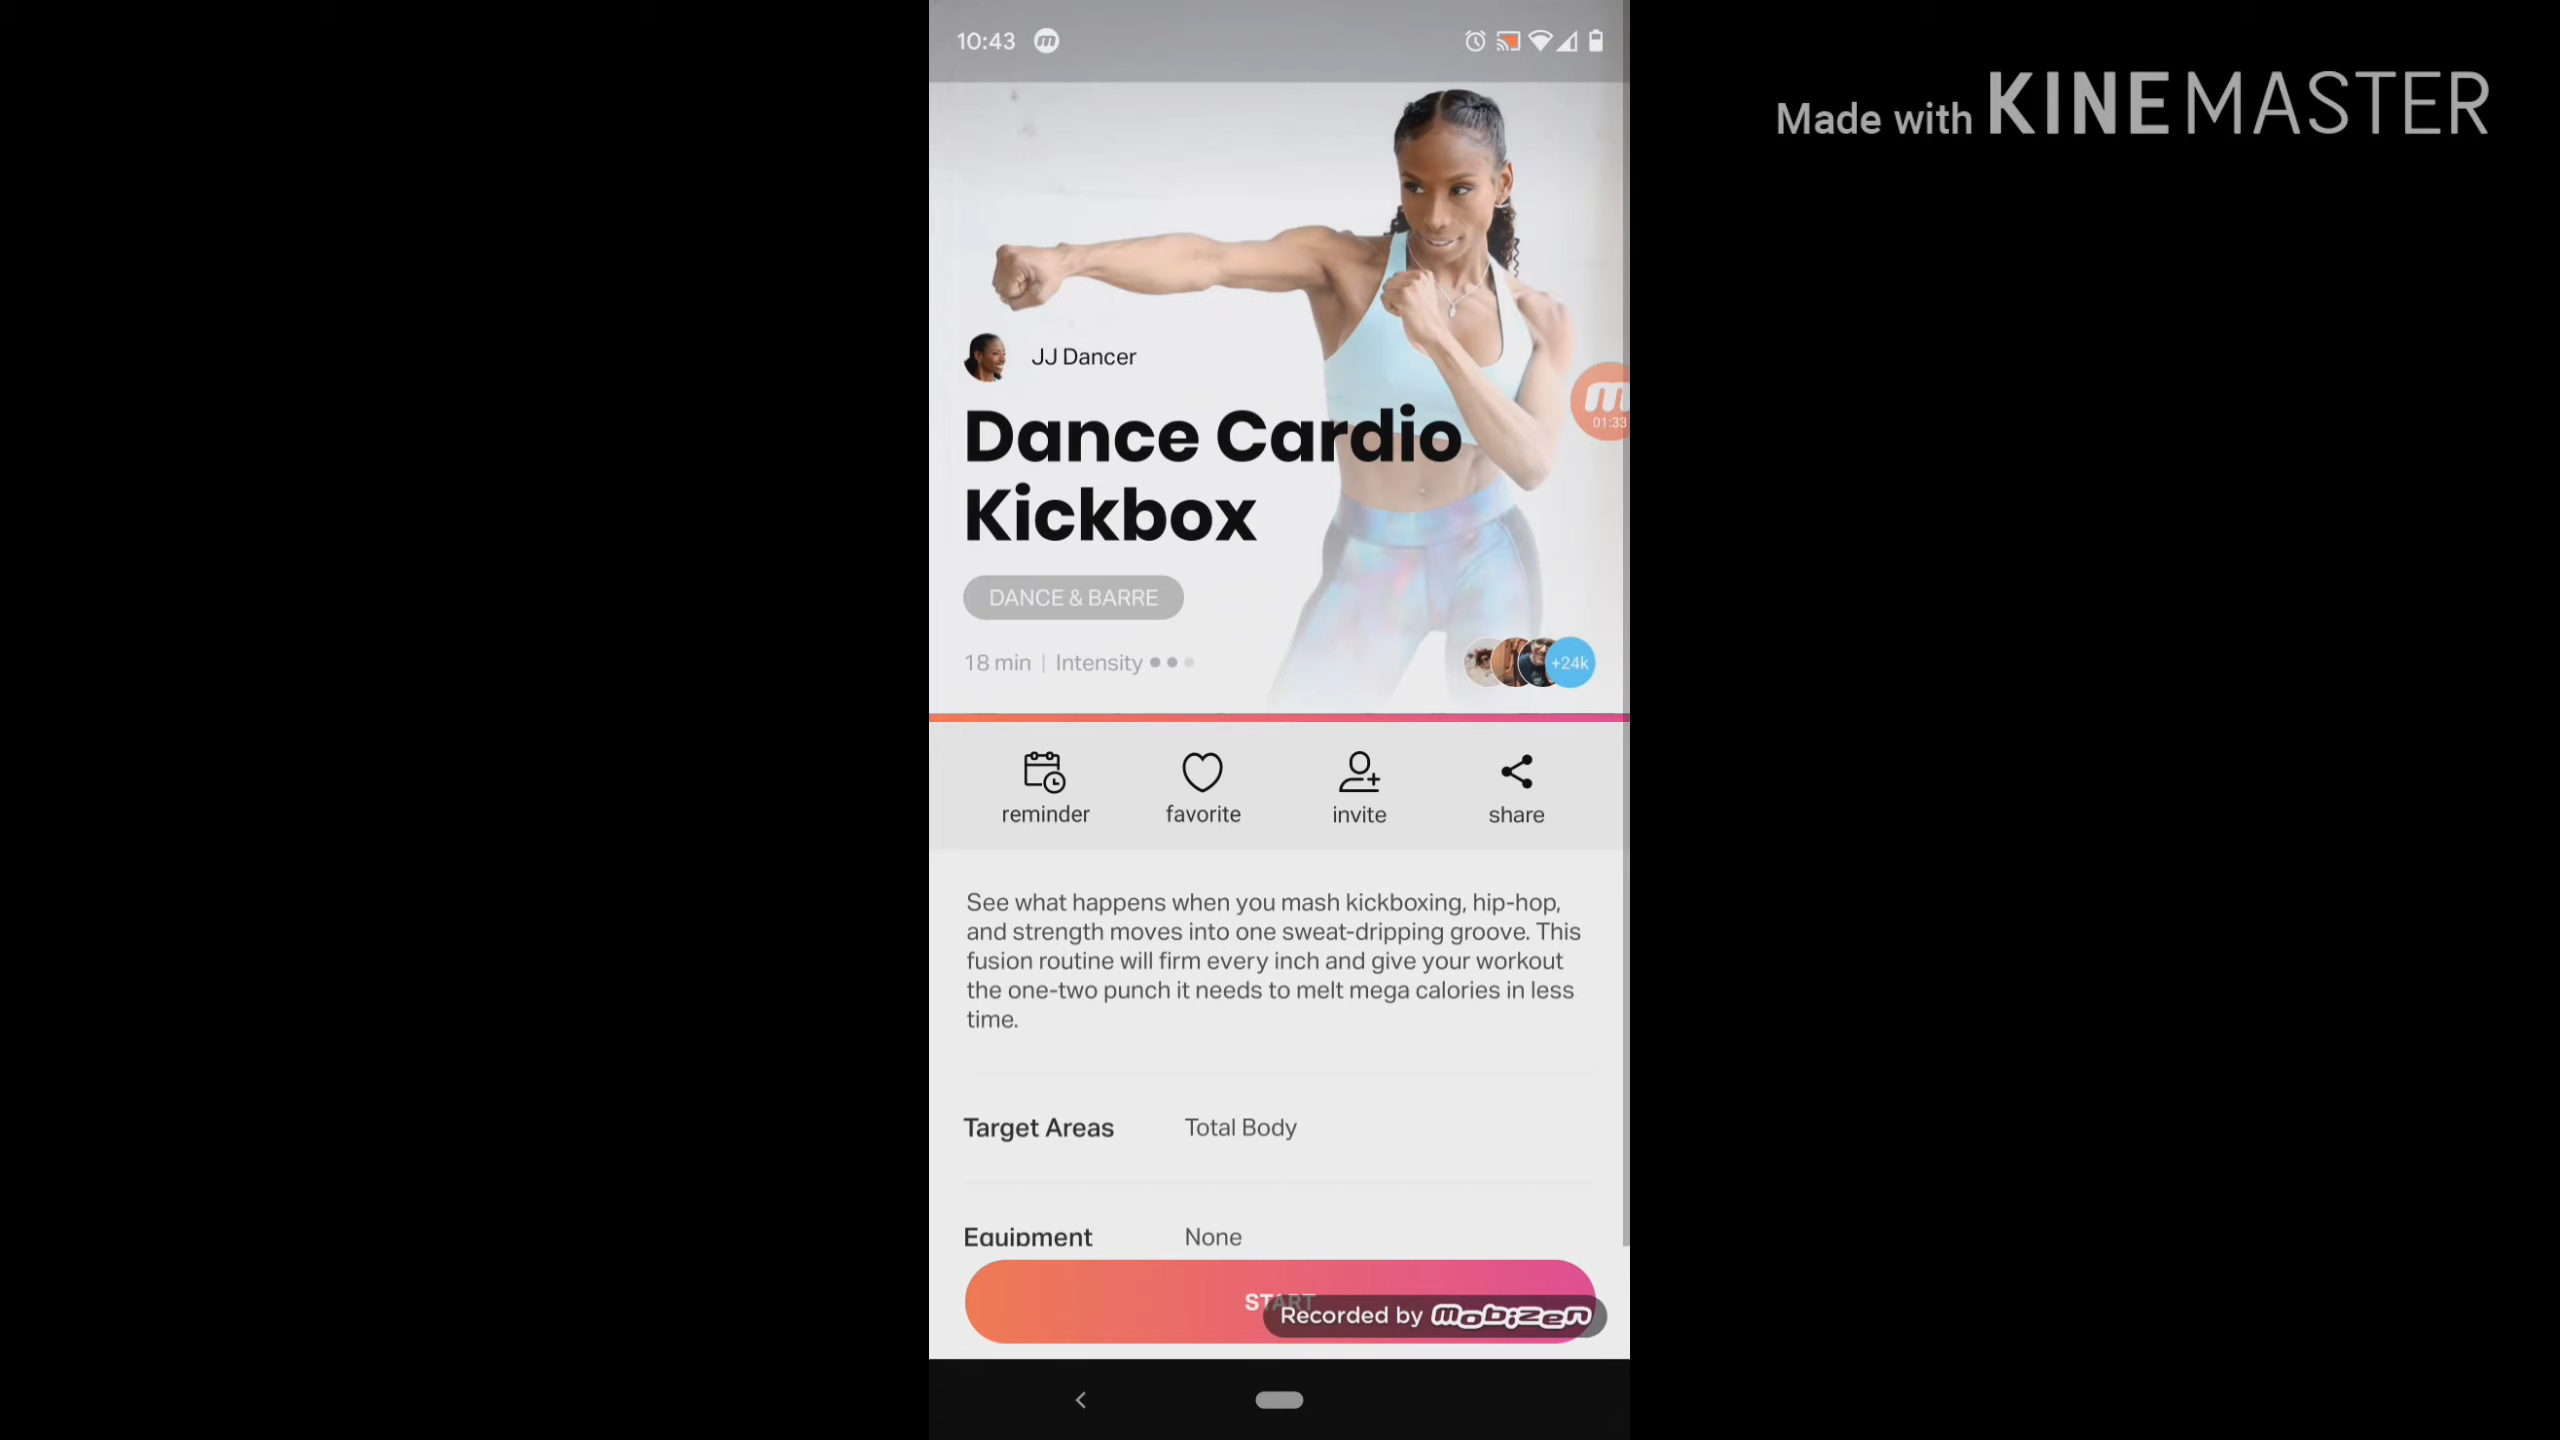 10:43
Made with KINEMASTER
JJ Dancer
01:33
Dance Cardio
Kickbox
DANCE & BARRE
18 min | Intensity
+24k
reminder
favorite
invite
share
See what happens when you mash kickboxing, hip-hop,
and strength moves into one sweat-dripping groove. This
fusion routine will firm every inch and give your workout
the one-two punch it needs to melt mega calories in less
time.
Target Areas Total Body
Equipment None
START
Recorded by mobizen